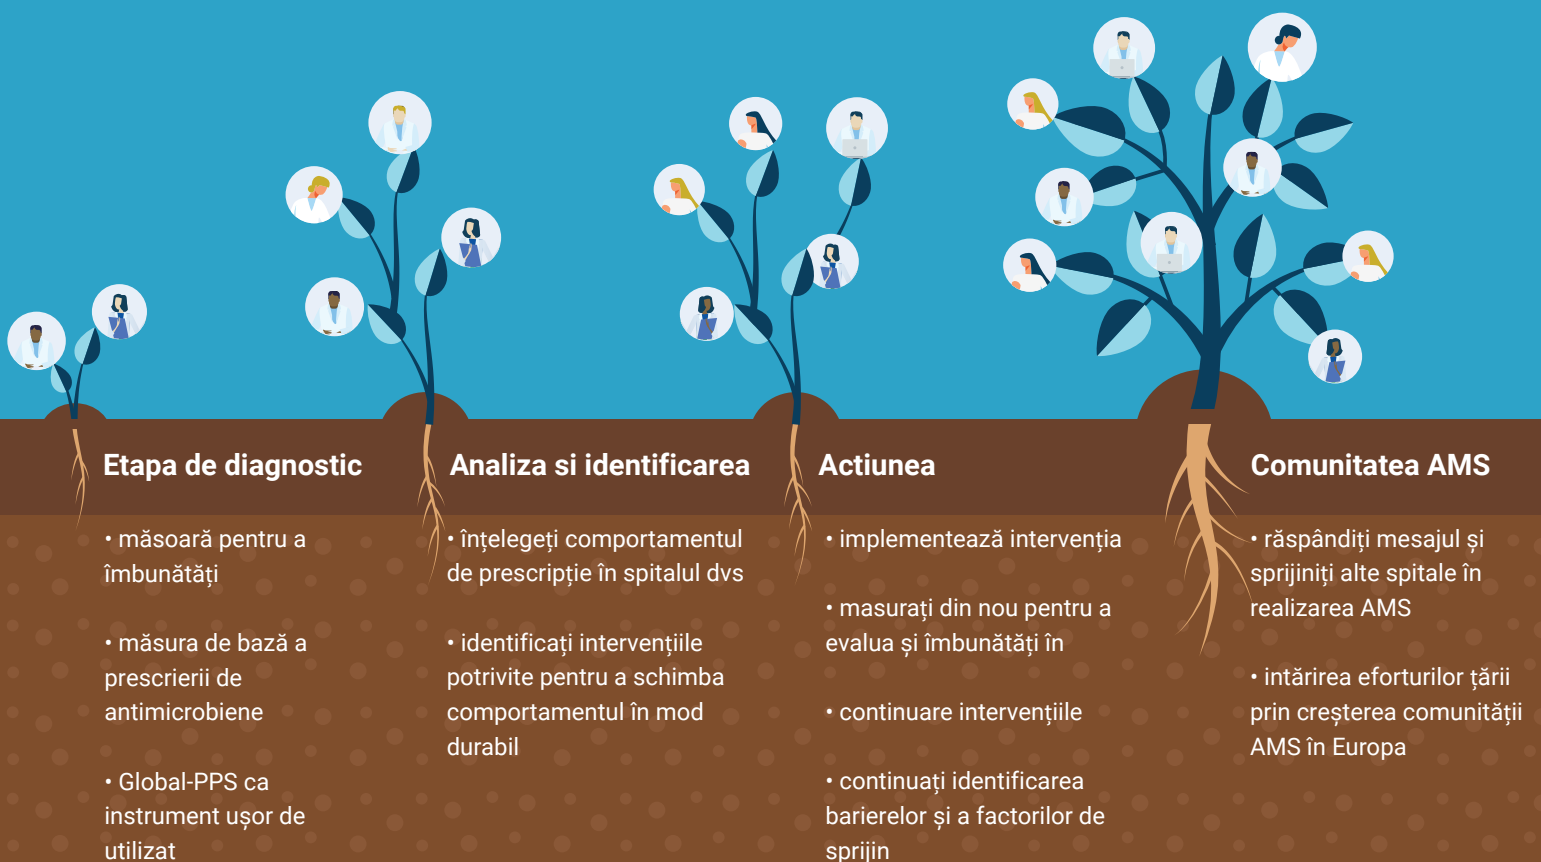 Etapa de diagnostic
• măsoară pentru a
îmbunătăți
• măsura de bază a
prescrierii de
antimicrobiene
• Global-PPS ca
instrument ușor de
utilizat
Analiza si identificarea
• înțelegeți comportamentul
de prescripție în spitalul dvs
• identificați intervențiile
potrivite pentru a schimba
comportamentul în mod
durabil
Actiunea
• implementează intervenția
• masurați din nou pentru a
evalua și îmbunătăți în
• continuare intervențiile
• continuați identificarea
barierelor și a factorilor de
sprijin
Comunitatea AMS
• răspândiți mesajul și
sprijiniți alte spitale în
realizarea AMS
• intărirea eforturilor țării
prin creșterea comunității
AMS în Europa